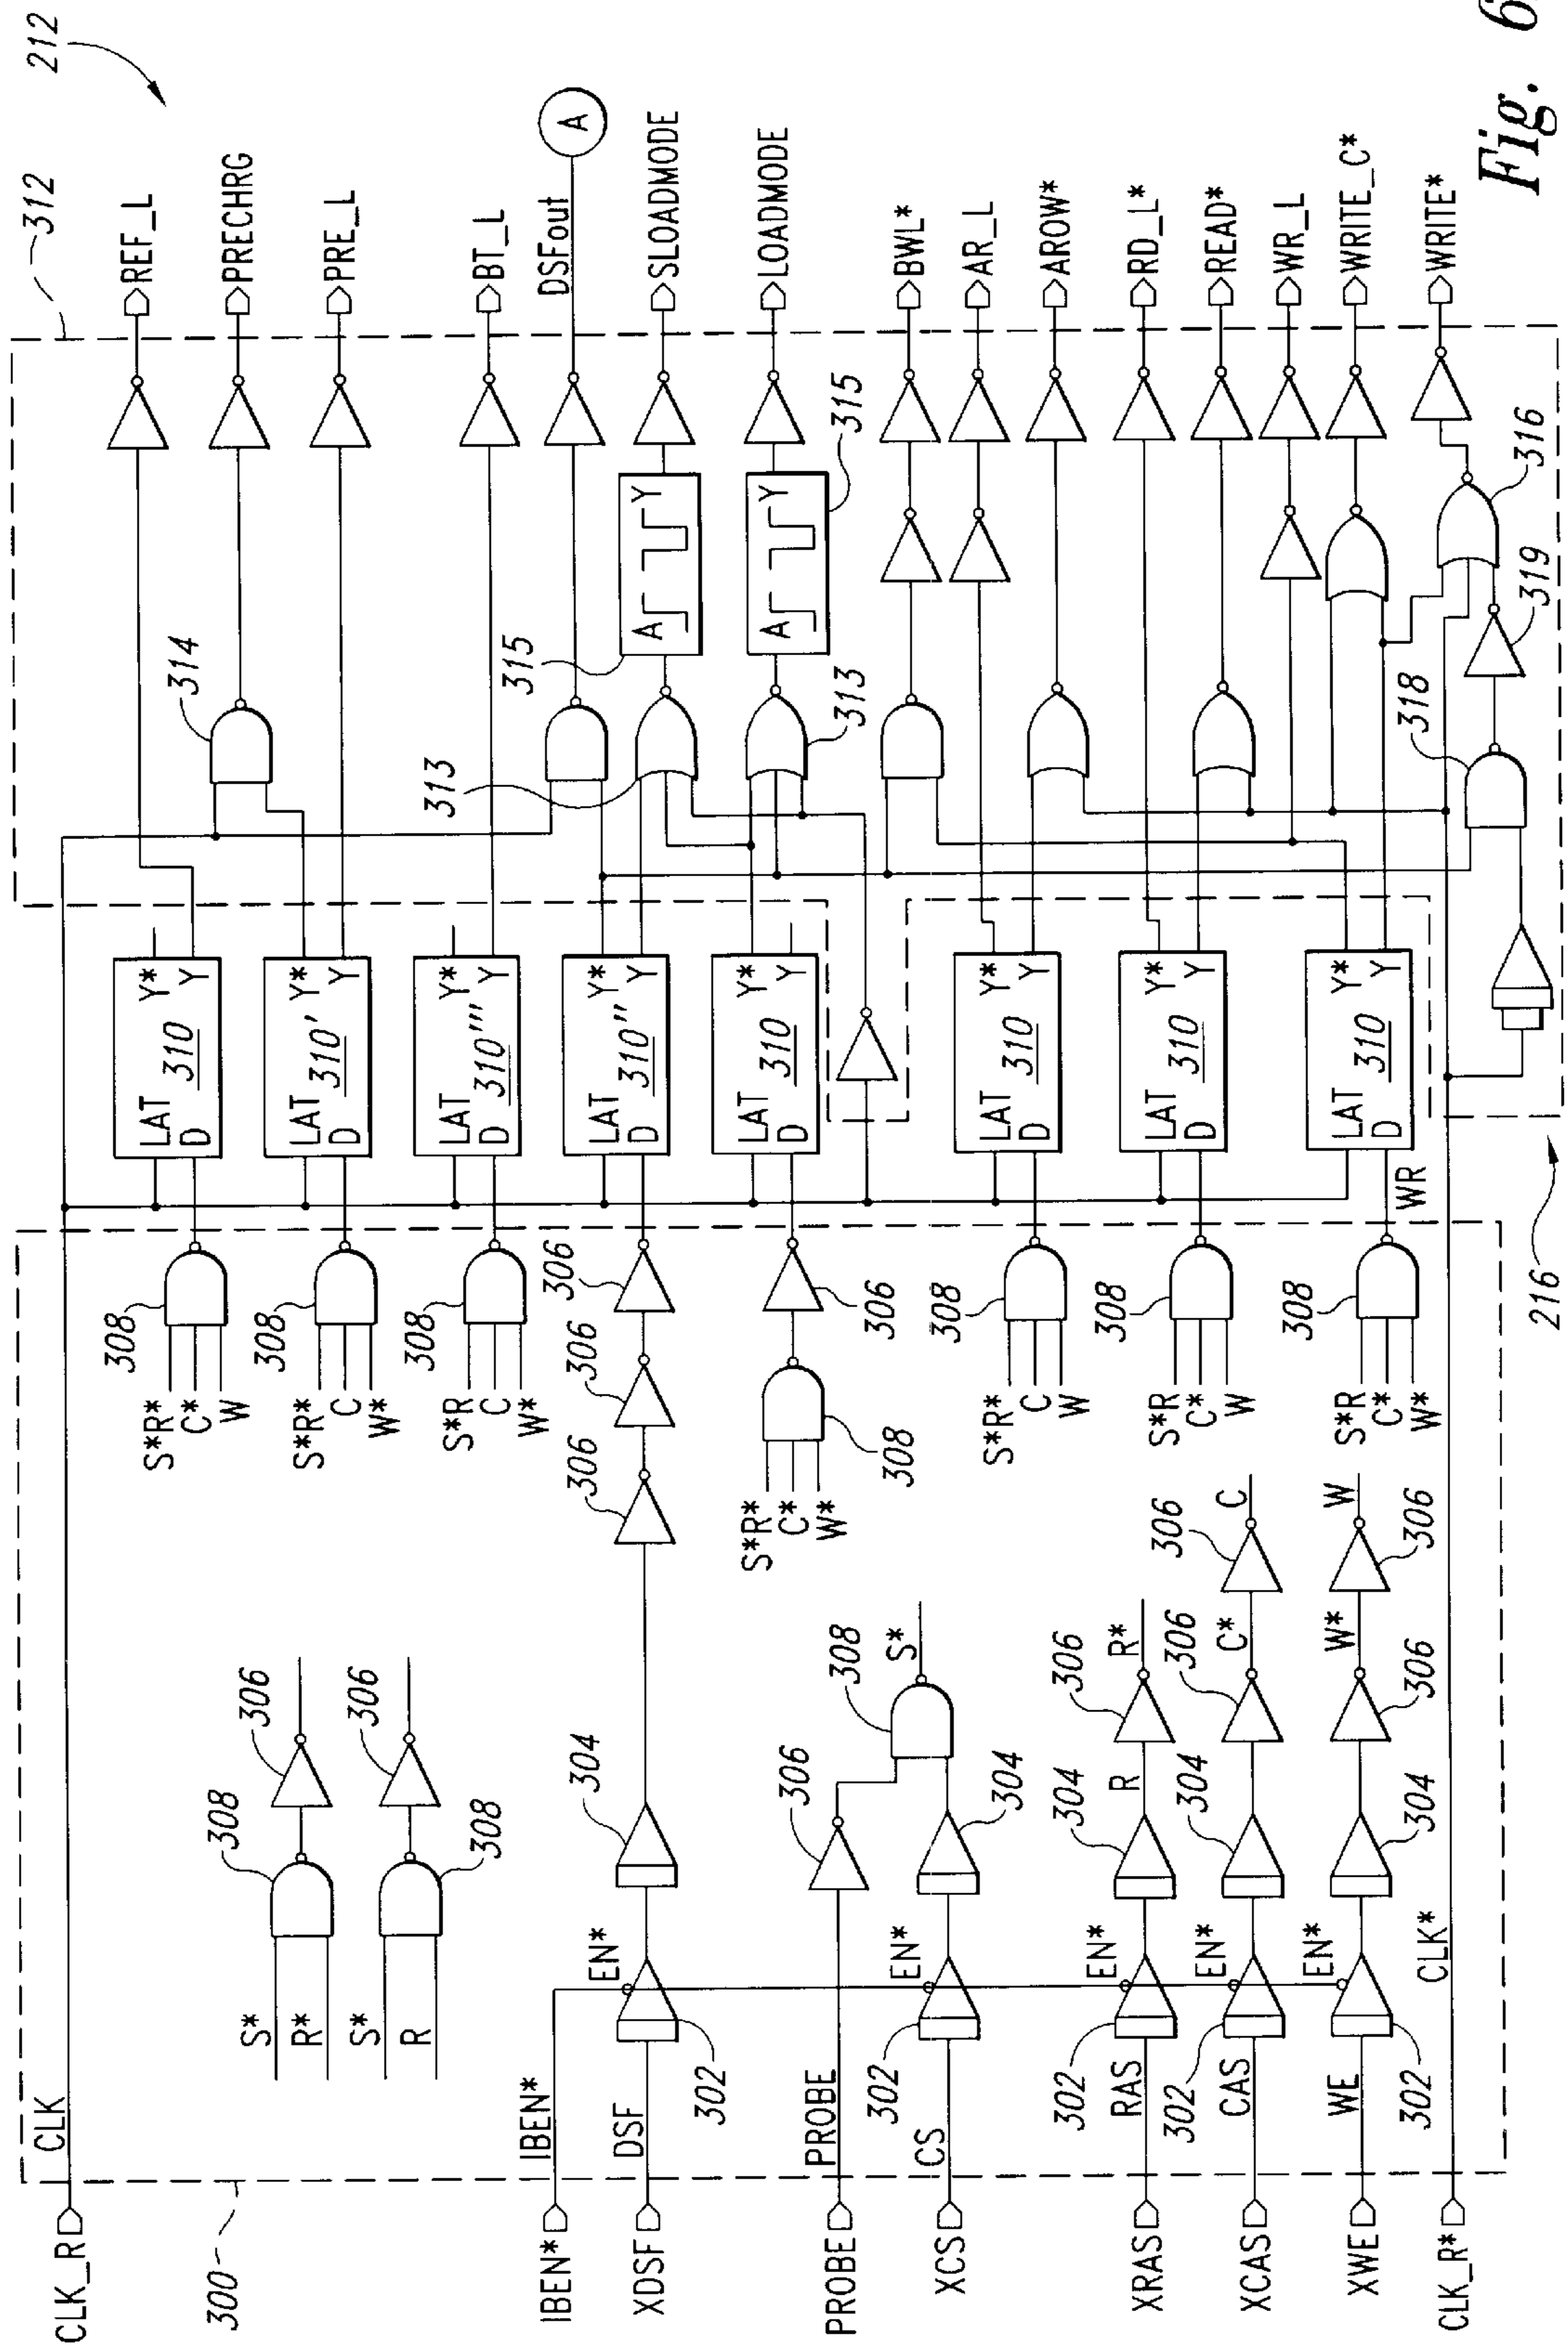 212
312
300
CLK_R
CLK
S*
R*
308
306
S*
R
308
306
IBEN*
IBEN*
XDSF
DSF
302
EN*
304
306
306
306
PROBE
PROBE
306
XCS
CS
302
EN*
304
308
S*
XRAS
RAS
302
EN*
304
R
306
R*
XCAS
CAS
302
EN*
304
306
C*
306
C
XWE
WE
302
EN*
304
306
W*
306
W
CLK_R*
CLK*
S*R*
C*
W
308
LAT
D
310
Y*
Y
S*R*
C
W*
308
LAT
D
310'
Y*
Y
S*R
C
W*
308
LAT
D
310'''
Y*
Y
LAT
D
310''
Y*
Y
S*R*
C*
W*
308
306
LAT
D
310
Y*
Y
S*R*
C
W
308
LAT
D
310
Y*
Y
S*R
C*
W
308
LAT
D
310
Y*
Y
S*R
C*
W*
308
WR
LAT
D
310
Y*
Y
314
313
315
A
Y
313
A
Y
315
318
319
316
216
REF_L
PRECHRG
PRE_L
BT_L
DSFout
A
SLOADMODE
LOADMODE
BWL*
AR_L
AROW*
RD_L*
READ*
WR_L
WRITE_C*
WRITE*
Fig. 6